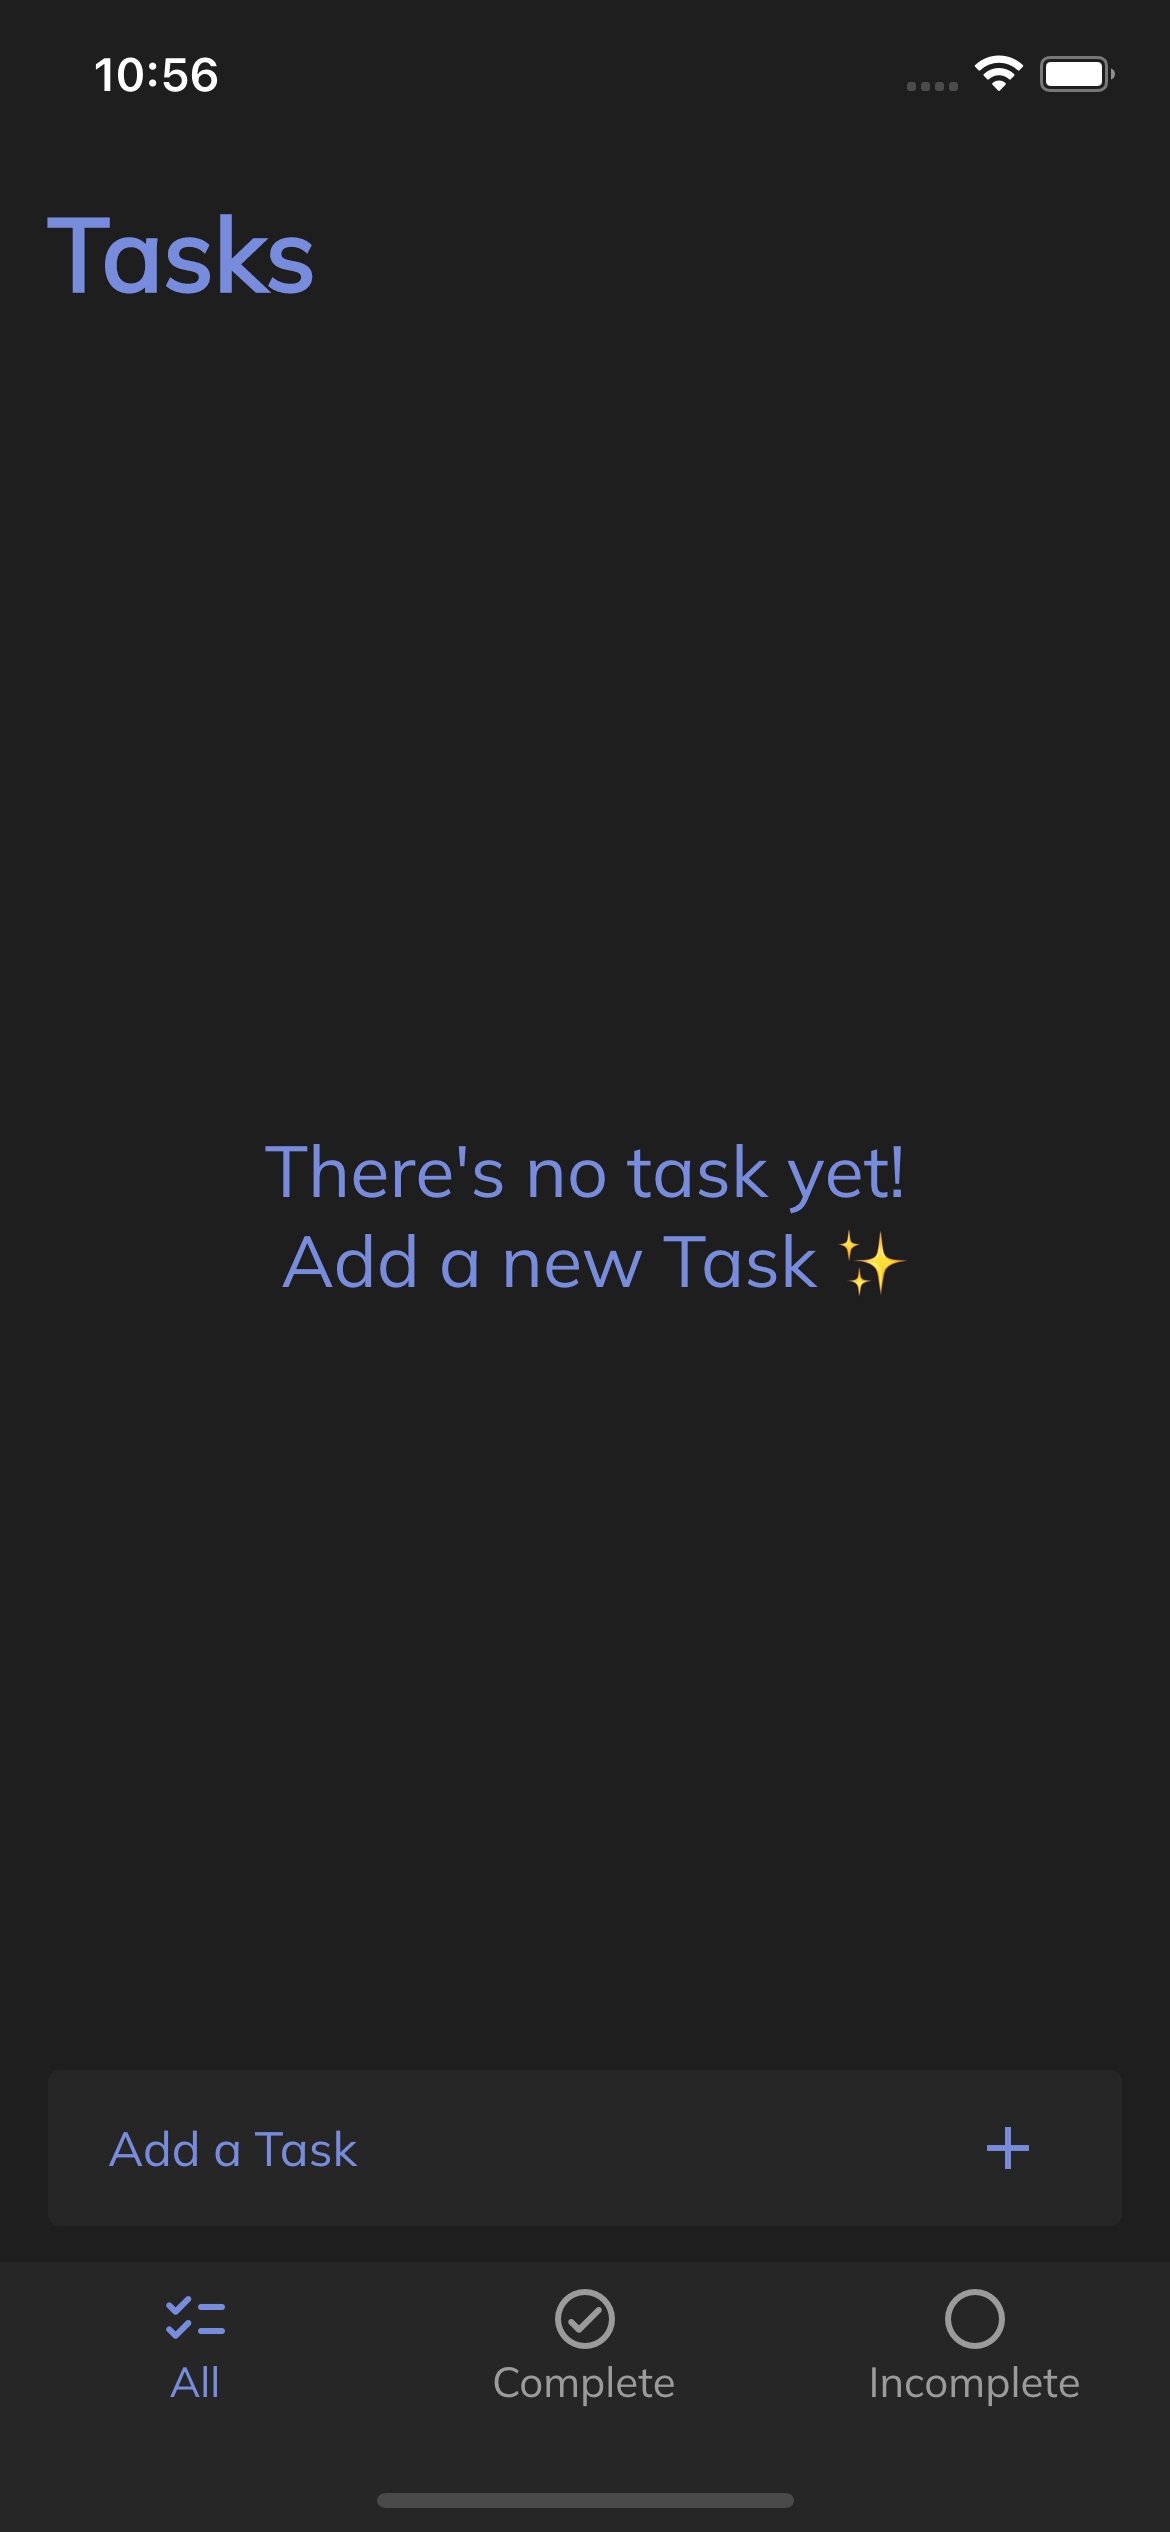 10:56
Tasks
There's no task yet!
Add a new Task ✨
Add a Task
All
Complete
Incomplete